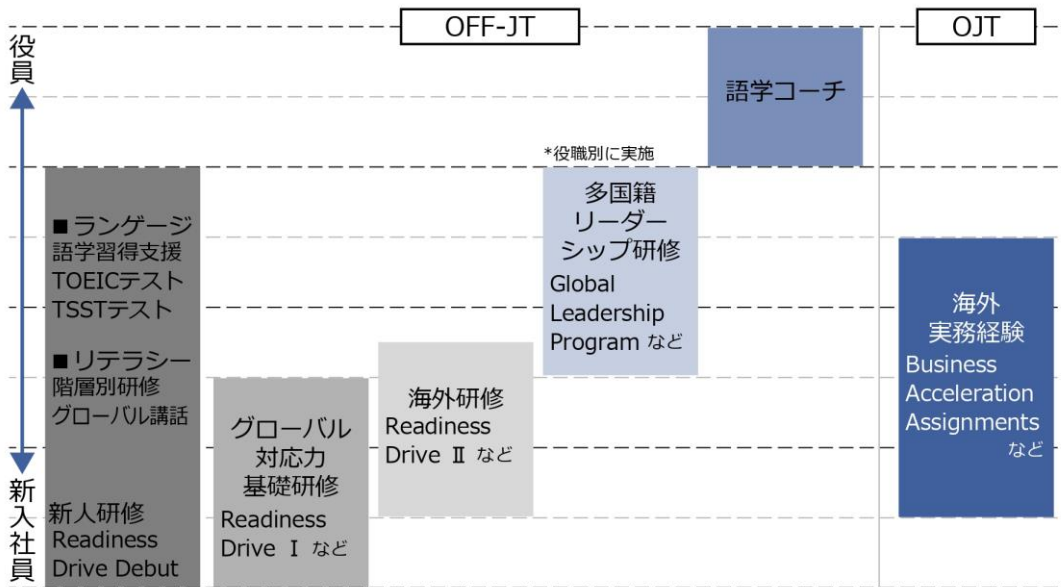 OFF-JT
OJT
役員
新入社員
■ランゲージ
語学習得支援
TOEICテスト
TSSTテスト
■リテラシー
階層別研修
グローバル講話
新人研修
Readiness
Drive Debut
グローバル
対応力
基礎研修
Readiness
Drive Ⅰ など
海外研修
Readiness
Drive Ⅱ など
*役職別に実施
多国籍
リーダー
シップ研修
Global
Leadership
Program など
語学コーチ
海外
実務経験
Business
Acceleration
Assignments
など